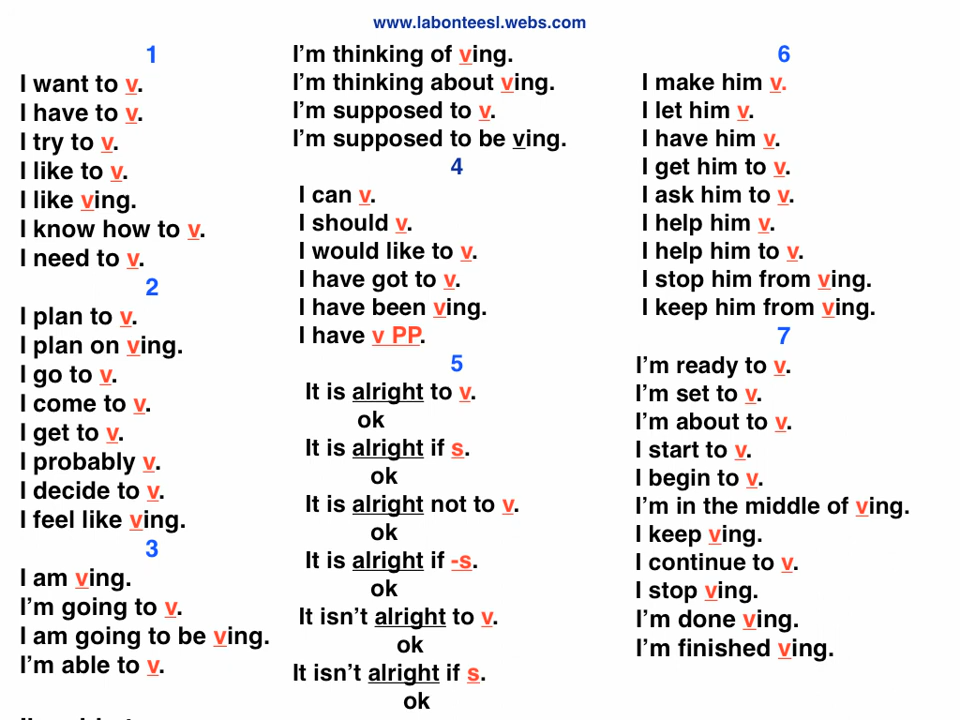 www.labonteesl.webs.com
1
I want to v.
I have to v.
I try to v.
I like to v.
I like ving.
I know how to v.
I need to v.
2
I plan to v.
I plan on ving.
I go to v.
I come to v.
I get to v.
I probably v.
I decide to v.
I feel like ving.
3
I am ving.
I'm going to v.
I am going to be ving.
I'm able to v.
I'm thinking of ving.
I'm thinking about ving.
I'm supposed to v.
I'm supposed to be ving.
4
I can v.
I should v.
I would like to v.
I have got to v.
I have been ving.
I have v PP.
5
It is alright to v.
ok
It is alright if s.
ok
It is alright not to v.
ok
It is alright if -s.
ok
It isn't alright to v.
ok
It isn't alright if s.
ok
6
I make him v.
I let him v.
I have him v.
I get him to v.
I ask him to v.
I help him v.
I help him to v.
I stop him from ving.
I keep him from ving.
7
I'm ready to v.
I'm set to v.
I'm about to v.
I start to v.
I begin to v.
I'm in the middle of ving.
I keep ving.
I continue to v.
I stop ving.
I'm done ving.
I'm finished ving.